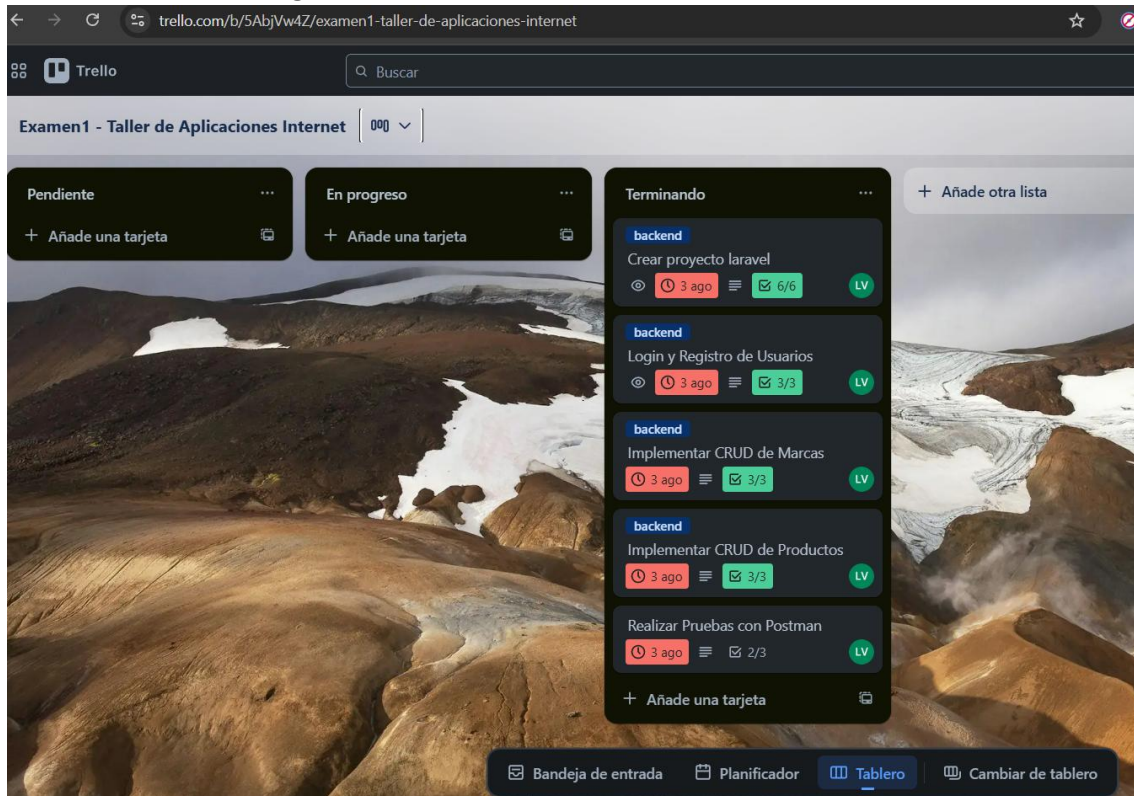 trello.com/b/5AbjVw4Z/examen1-taller-de-aplicaciones-internet
Trello
Buscar
Examen1 - Taller de Aplicaciones Internet
Pendiente
+ Añade una tarjeta
En progreso
+ Añade una tarjeta
Terminando
backend
Crear proyecto laravel
3 ago 6/6 LV
backend
Login y Registro de Usuarios
3 ago 3/3 LV
backend
Implementar CRUD de Marcas
3 ago 3/3 LV
backend
Implementar CRUD de Productos
3 ago 3/3 LV
Realizar Pruebas con Postman
3 ago 2/3 LV
+ Añade una tarjeta
+ Añade otra lista
Bandeja de entrada Planificador Tablero Cambiar de tablero